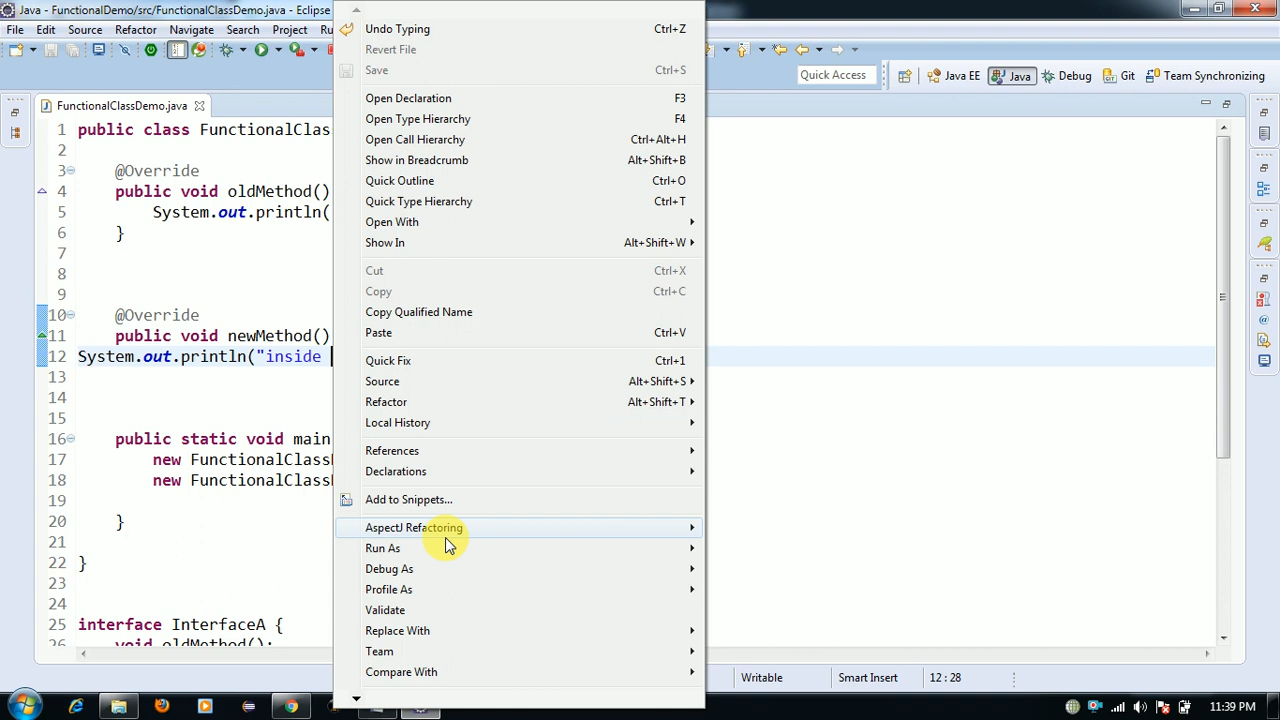 Java - FunctionalDemo/src/FunctionalClassDemo.java - Eclipse
File Edit Source Refactor Navigate Search Project Ru
Quick Access Java EE Java Debug Git Team Synchronizing
FunctionalClassDemo.java
1 public class FunctionalClas
2
3 @Override
4 public void oldMethod()
5 System.out.println(
6 }
7
8
9
10 @Override
11 public void newMethod()
12 System.out.println("inside
13
14
15
16 public static void main
17 new FunctionalClass
18 new FunctionalClass
19
20 }
21
22 }
23
24
25 interface InterfaceA {
26 void oldMethod();
Undo Typing Ctrl+Z
Revert File
Save Ctrl+S
Open Declaration F3
Open Type Hierarchy F4
Open Call Hierarchy Ctrl+Alt+H
Show in Breadcrumb Alt+Shift+B
Quick Outline Ctrl+O
Quick Type Hierarchy Ctrl+T
Open With
Show In Alt+Shift+W
Cut Ctrl+X
Copy Ctrl+C
Copy Qualified Name
Paste Ctrl+V
Quick Fix Ctrl+1
Source Alt+Shift+S
Refactor Alt+Shift+T
Local History
References
Declarations
Add to Snippets...
AspectJ Refactoring
Run As
Debug As
Profile As
Validate
Replace With
Team
Compare With
Writable Smart Insert 12 : 28
11:39 PM